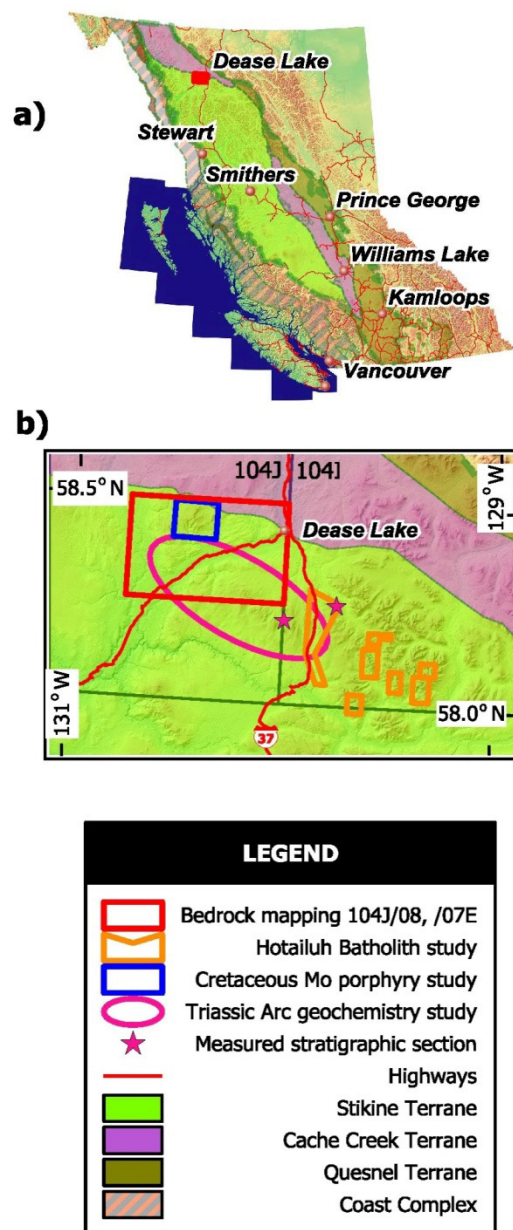 a)
Dease Lake
Stewart
Smithers
Prince George
Williams Lake
Kamloops
Vancouver
b)
58.5° N
104J 104J
129° W
Dease Lake
131° W
58.0° N
37
LEGEND
Bedrock mapping 104J/08, /07E
Hotailuh Batholith study
Cretaceous Mo porphyry study
Triassic Arc geochemistry study
Measured stratigraphic section
Highways
Stikine Terrane
Cache Creek Terrane
Quesnel Terrane
Coast Complex